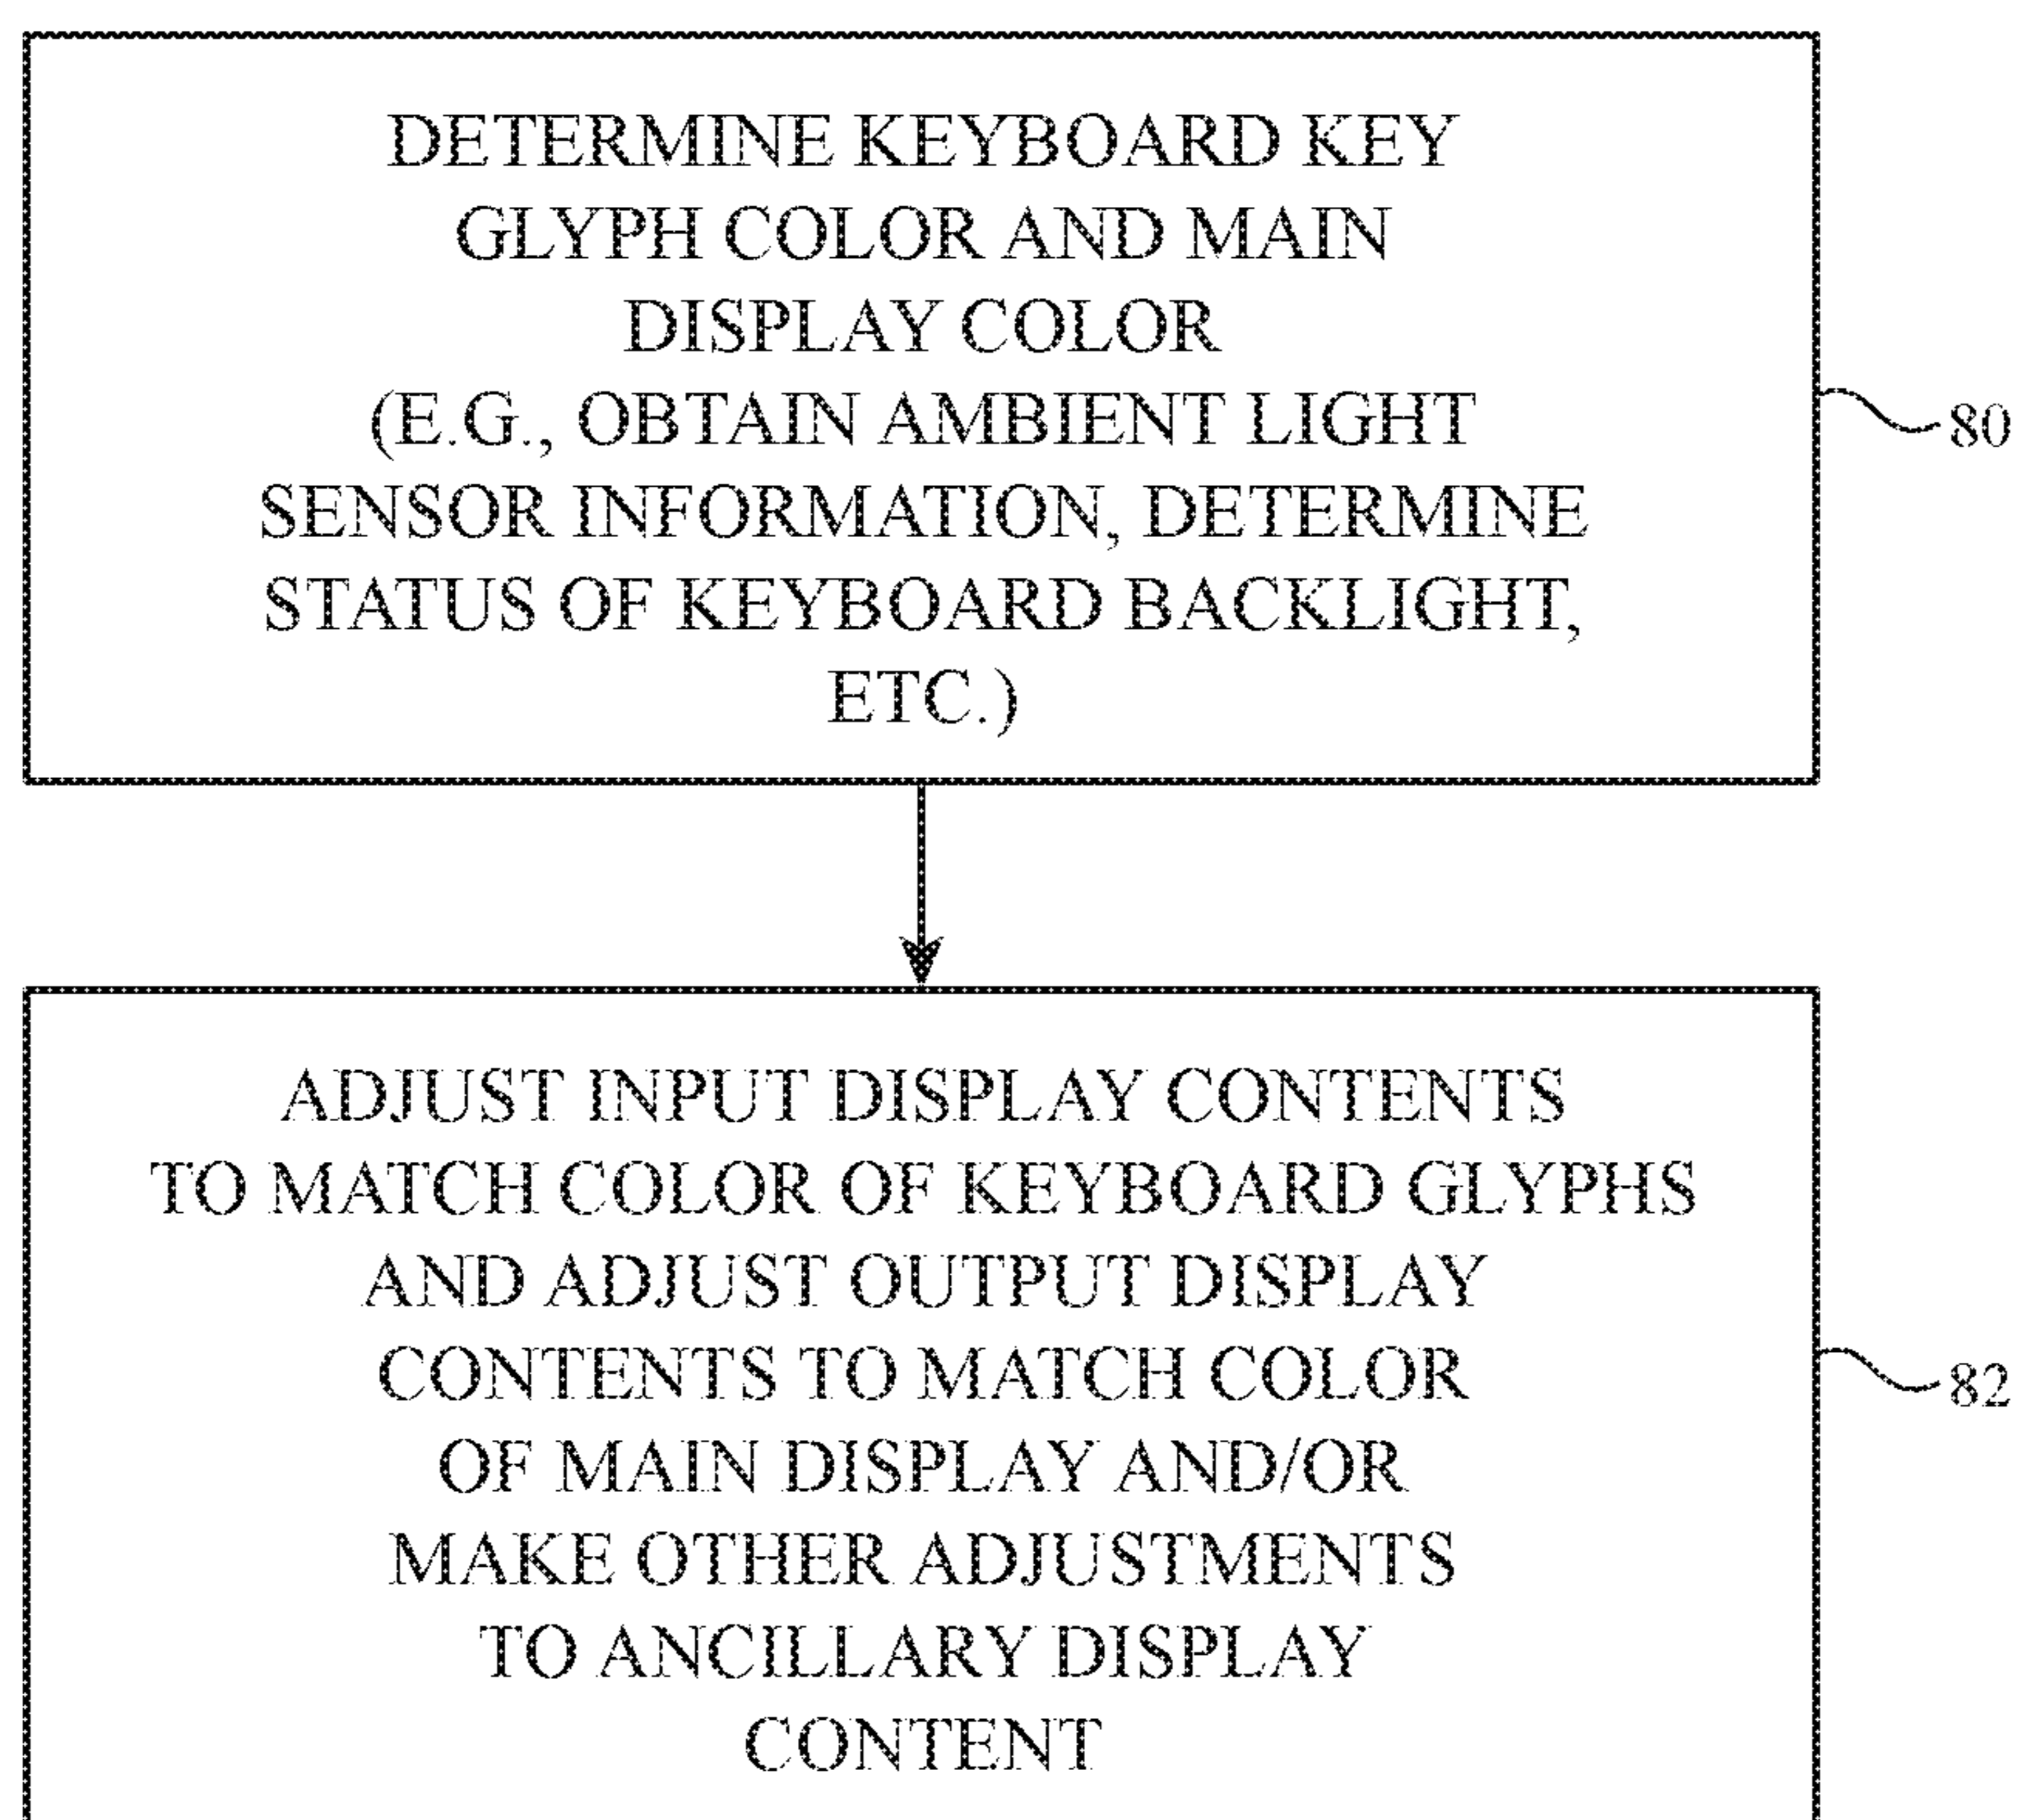 DETERMINE KEYBOARD KEY
GLYPH COLOR AND MAIN
DISPLAY COLOR
(E.G., OBTAIN AMBIENT LIGHT
SENSOR INFORMATION, DETERMINE
STATUS OF KEYBOARD BACKLIGHT,
ETC.)
80
ADJUST INPUT DISPLAY CONTENTS
TO MATCH COLOR OF KEYBOARD GLYPHS
AND ADJUST OUTPUT DISPLAY
CONTENTS TO MATCH COLOR
OF MAIN DISPLAY AND/OR
MAKE OTHER ADJUSTMENTS
TO ANCILLARY DISPLAY
CONTENT
82